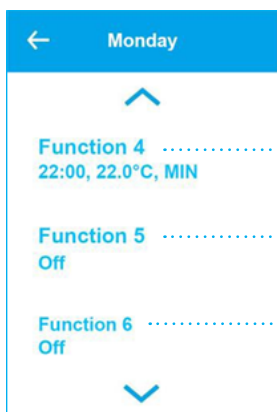 Monday
Function 4
22:00, 22.0°C, MIN
Function 5
Off
Function 6
Off